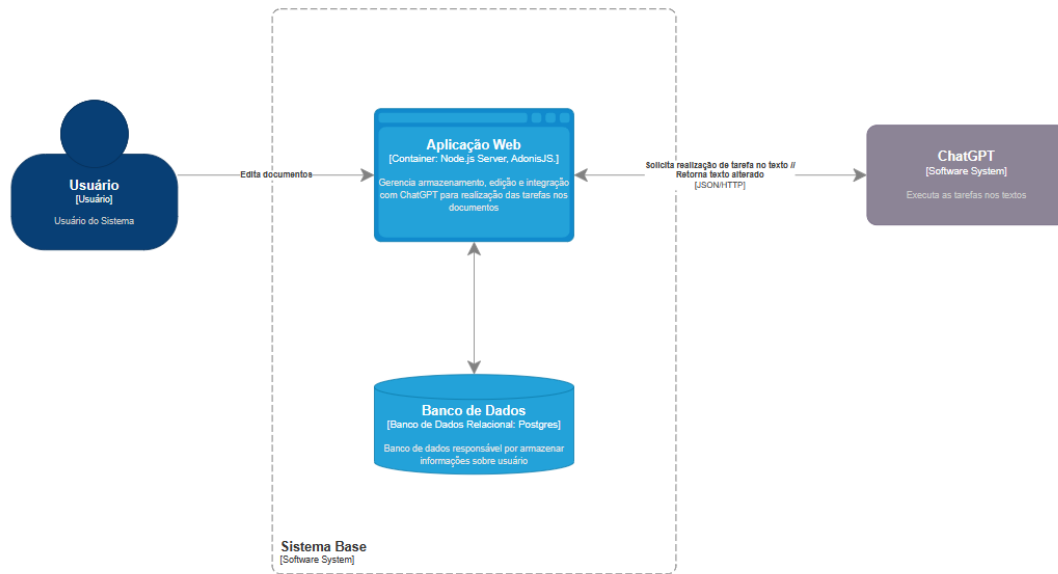 Usuário
[Usuário]
Usuário do Sistema
Edita documentos
Aplicação Web
[Container: Node.js Server, AdonisJS.]
Gerencia armazenamento, edição e integração
com ChatGPT para realização das tarefas nos
documentos
Solicita realização de tarefa no texto //
Retorna texto alterado
[JSON/HTTP]
ChatGPT
[Software System]
Executa as tarefas nos textos
Banco de Dados
[Banco de Dados Relacional: Postgres]
Banco de dados responsável por armazenar
informações sobre usuário
Sistema Base
[Software System]